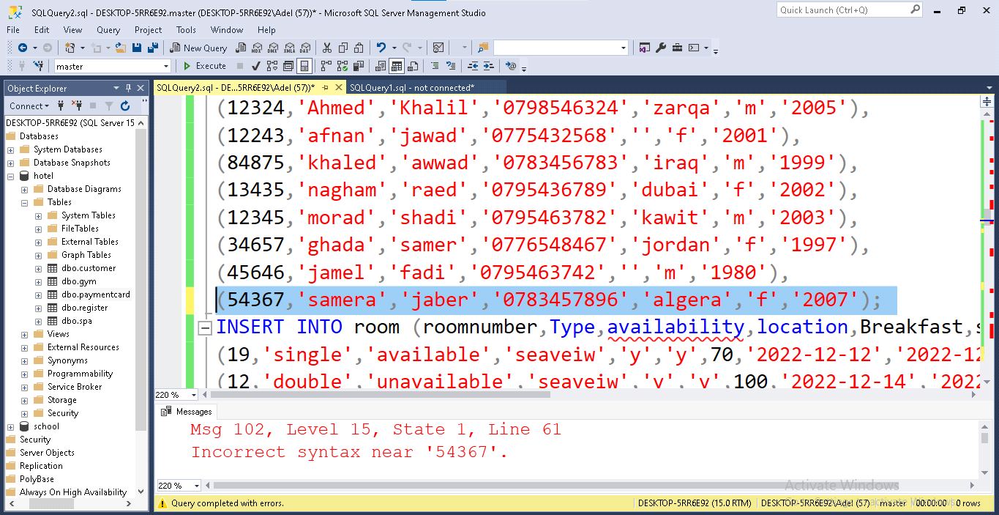 SQLQuery2.sql - DESKTOP-5RR6E92.master (DESKTOP-5RR6E92\Adel (57))* - Microsoft SQL Server Management Studio
Quick Launch (Ctrl+Q)
File Edit View Query Project Tools Window Help
New Query MDX DMX XMLA DAX
master Execute
Object Explorer
SQLQuery2.sql - DE...5RR6E92\Adel (57))* SQLQuery1.sql - not connected*
Connect
DESKTOP-5RR6E92 (SQL Server 15
Databases
System Databases
Database Snapshots
hotel
Database Diagrams
Tables
System Tables
FileTables
External Tables
Graph Tables
dbo.customer
dbo.gym
dbo.paymentcard
dbo.register
dbo.spa
Views
External Resources
Synonyms
Programmability
Service Broker
Storage
Security
school
Security
Server Objects
Replication
PolyBase
Always On High Availability
(12324,'Ahmed','Khalil','0798546324','zarqa','m','2005'),
(12243,'afnan','jawad','0775432568','','f','2001'),
(84875,'khaled','awwad','0783456783','iraq','m','1999'),
(13435,'nagham','raed','0795436789','dubai','f','2002'),
(12345,'morad','shadi','0795463782','kawit','m','2003'),
(34657,'ghada','samer','0776548467','jordan','f','1997'),
(45646,'jamel','fadi','0795463742','','m','1980'),
(54367,'samera','jaber','0783457896','algera','f','2007');
INSERT INTO room (roomnumber,Type,availability,location,Breakfast,s
(19,'single','available','seaveiw','y','y',70,'2022-12-12','2022-12
(12,'double','unavailable','seaveiw','y','y',100,'2022-12-14','2022
220 %
Messages
Msg 102, Level 15, State 1, Line 61
Incorrect syntax near '54367'.
220 %
Activate Windows
Query completed with errors. DESKTOP-5RR6E92 (15.0 RTM) DESKTOP-5RR6E92\Adel (57) master 00:00:00 0 rows